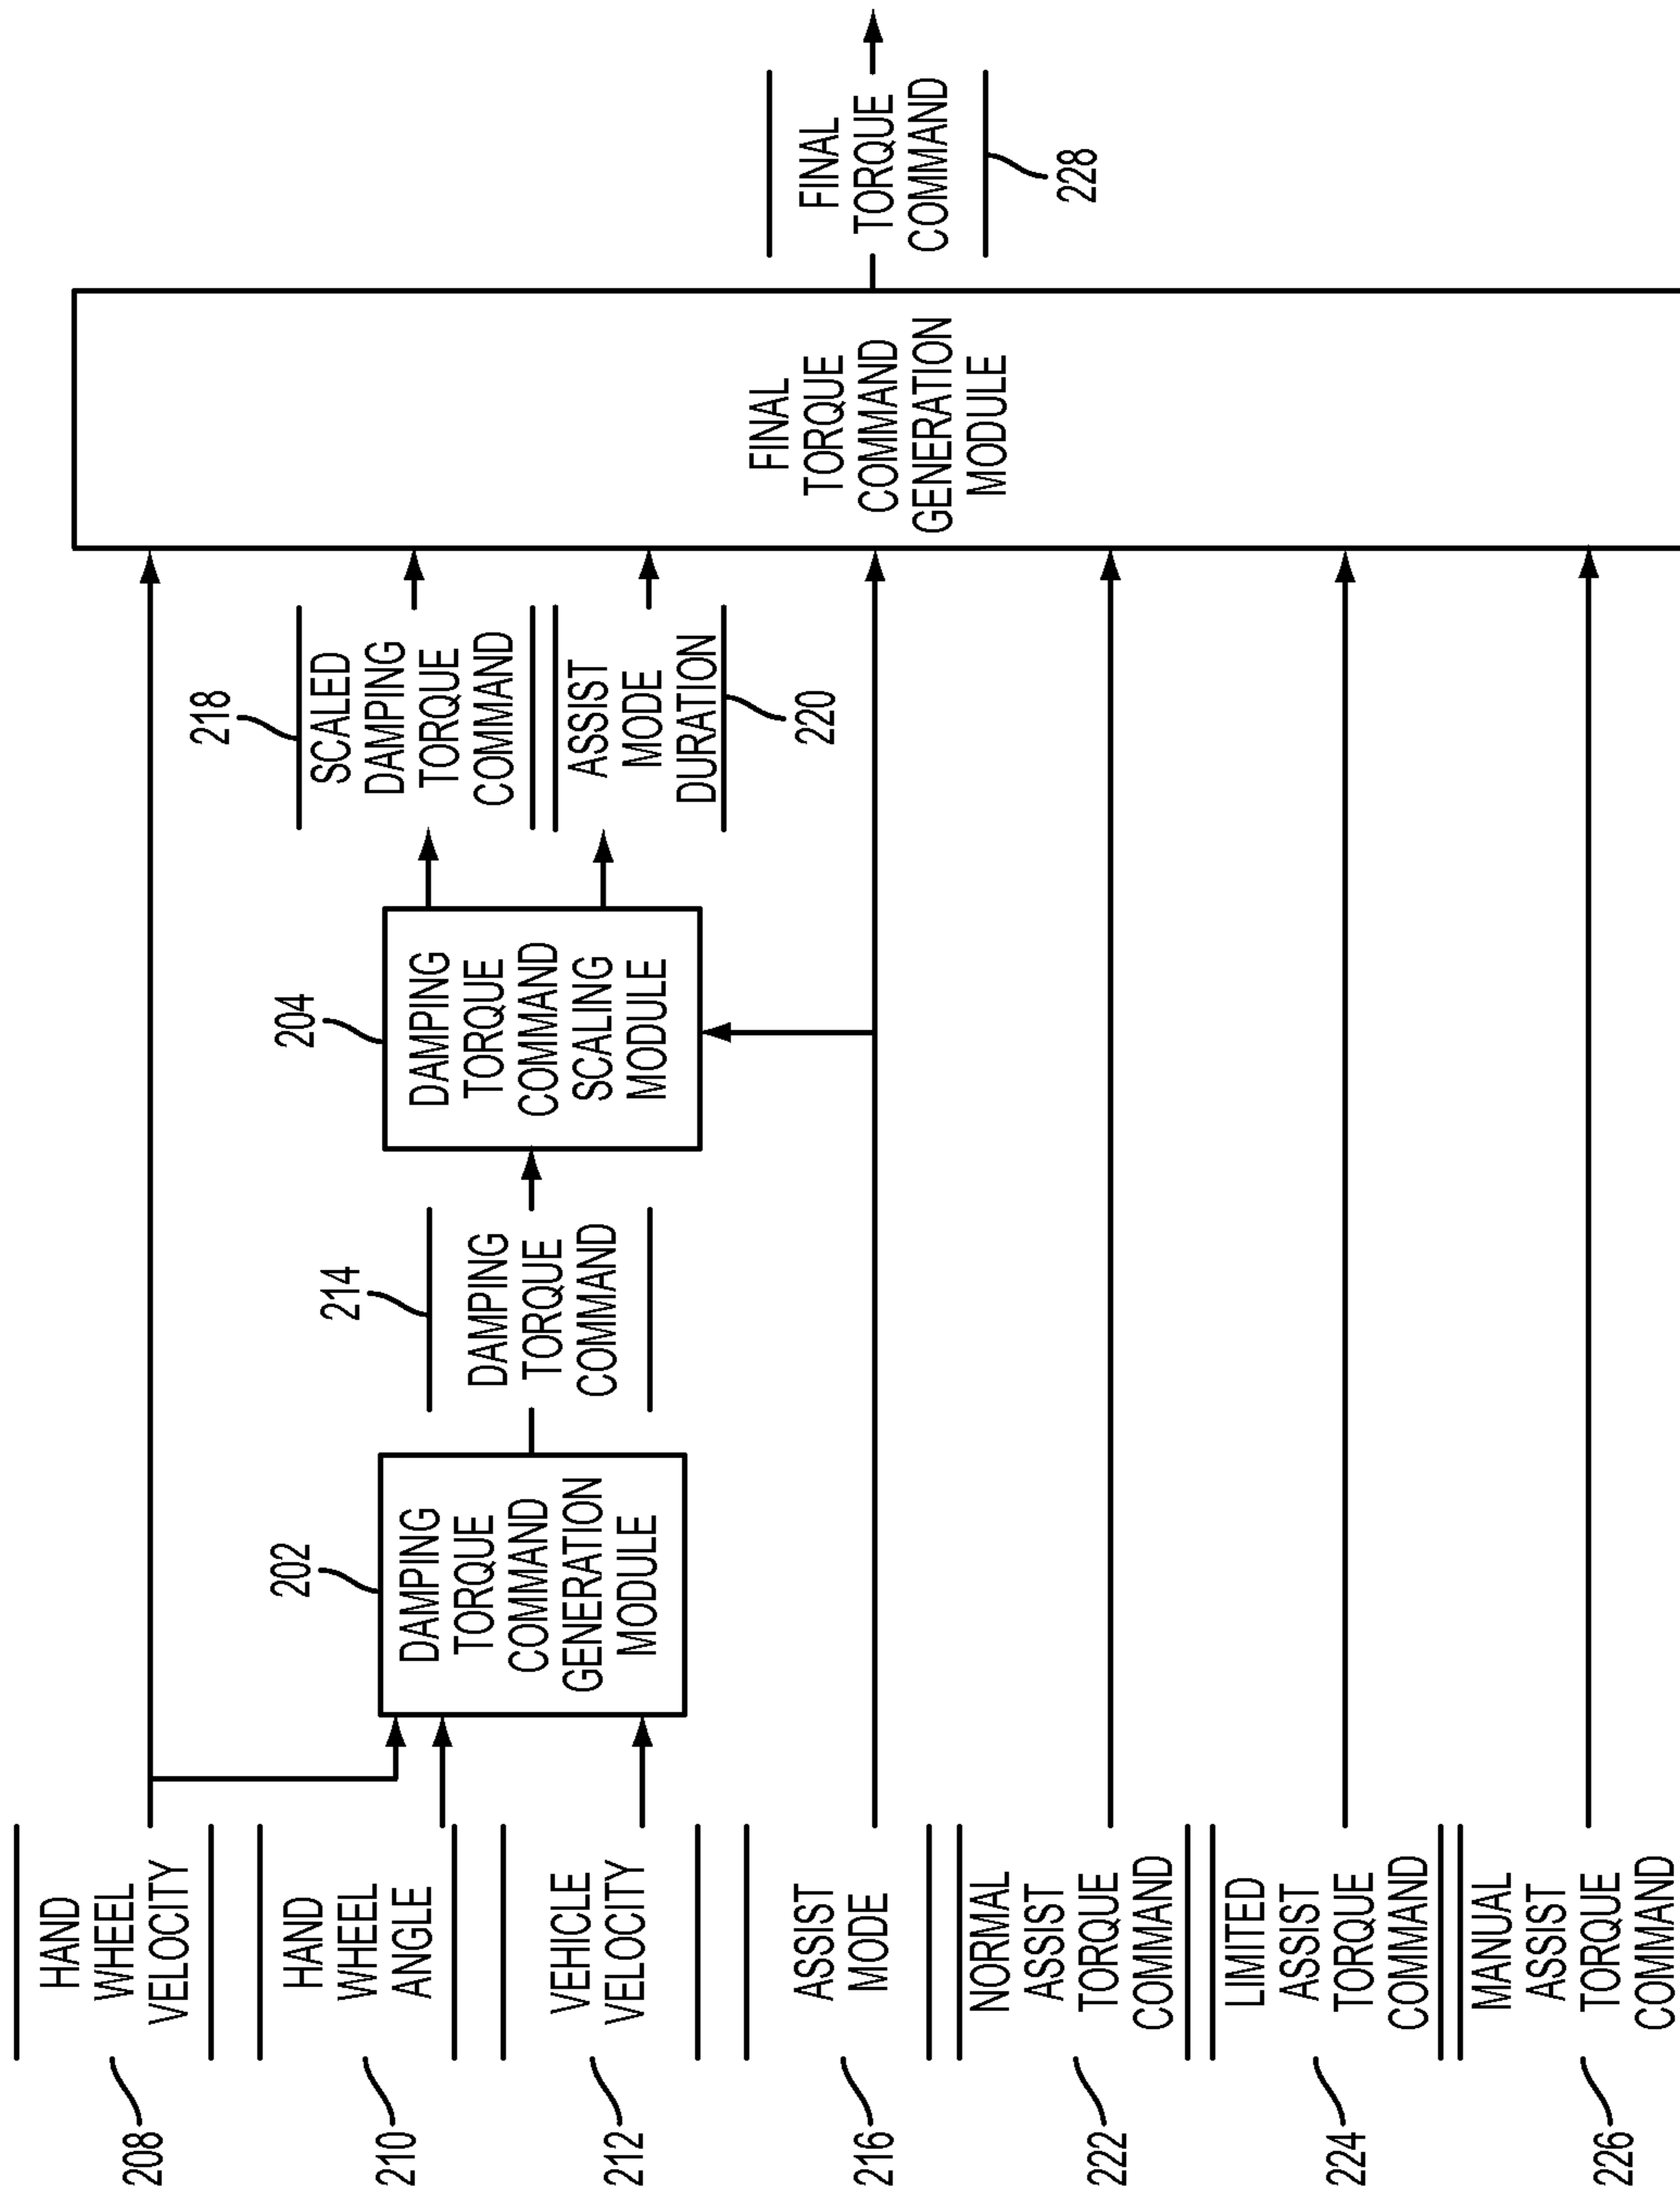 208
HAND
WHEEL
VELOCITY
210
HAND
WHEEL
ANGLE
212
VEHICLE
VELOCITY
216
ASSIST
MODE
222
NORMAL
ASSIST
TORQUE
COMMAND
224
LIMITED
ASSIST
TORQUE
COMMAND
226
MANUAL
ASSIST
TORQUE
COMMAND
202
DAMPING
TORQUE
COMMAND
GENERATION
MODULE
214
DAMPING
TORQUE
COMMAND
204
DAMPING
TORQUE
COMMAND
SCALING
MODULE
218
SCALED
DAMPING
TORQUE
COMMAND
ASSIST
MODE
DURATION
220
FINAL
TORQUE
COMMAND
GENERATION
MODULE
FINAL
TORQUE
COMMAND
228